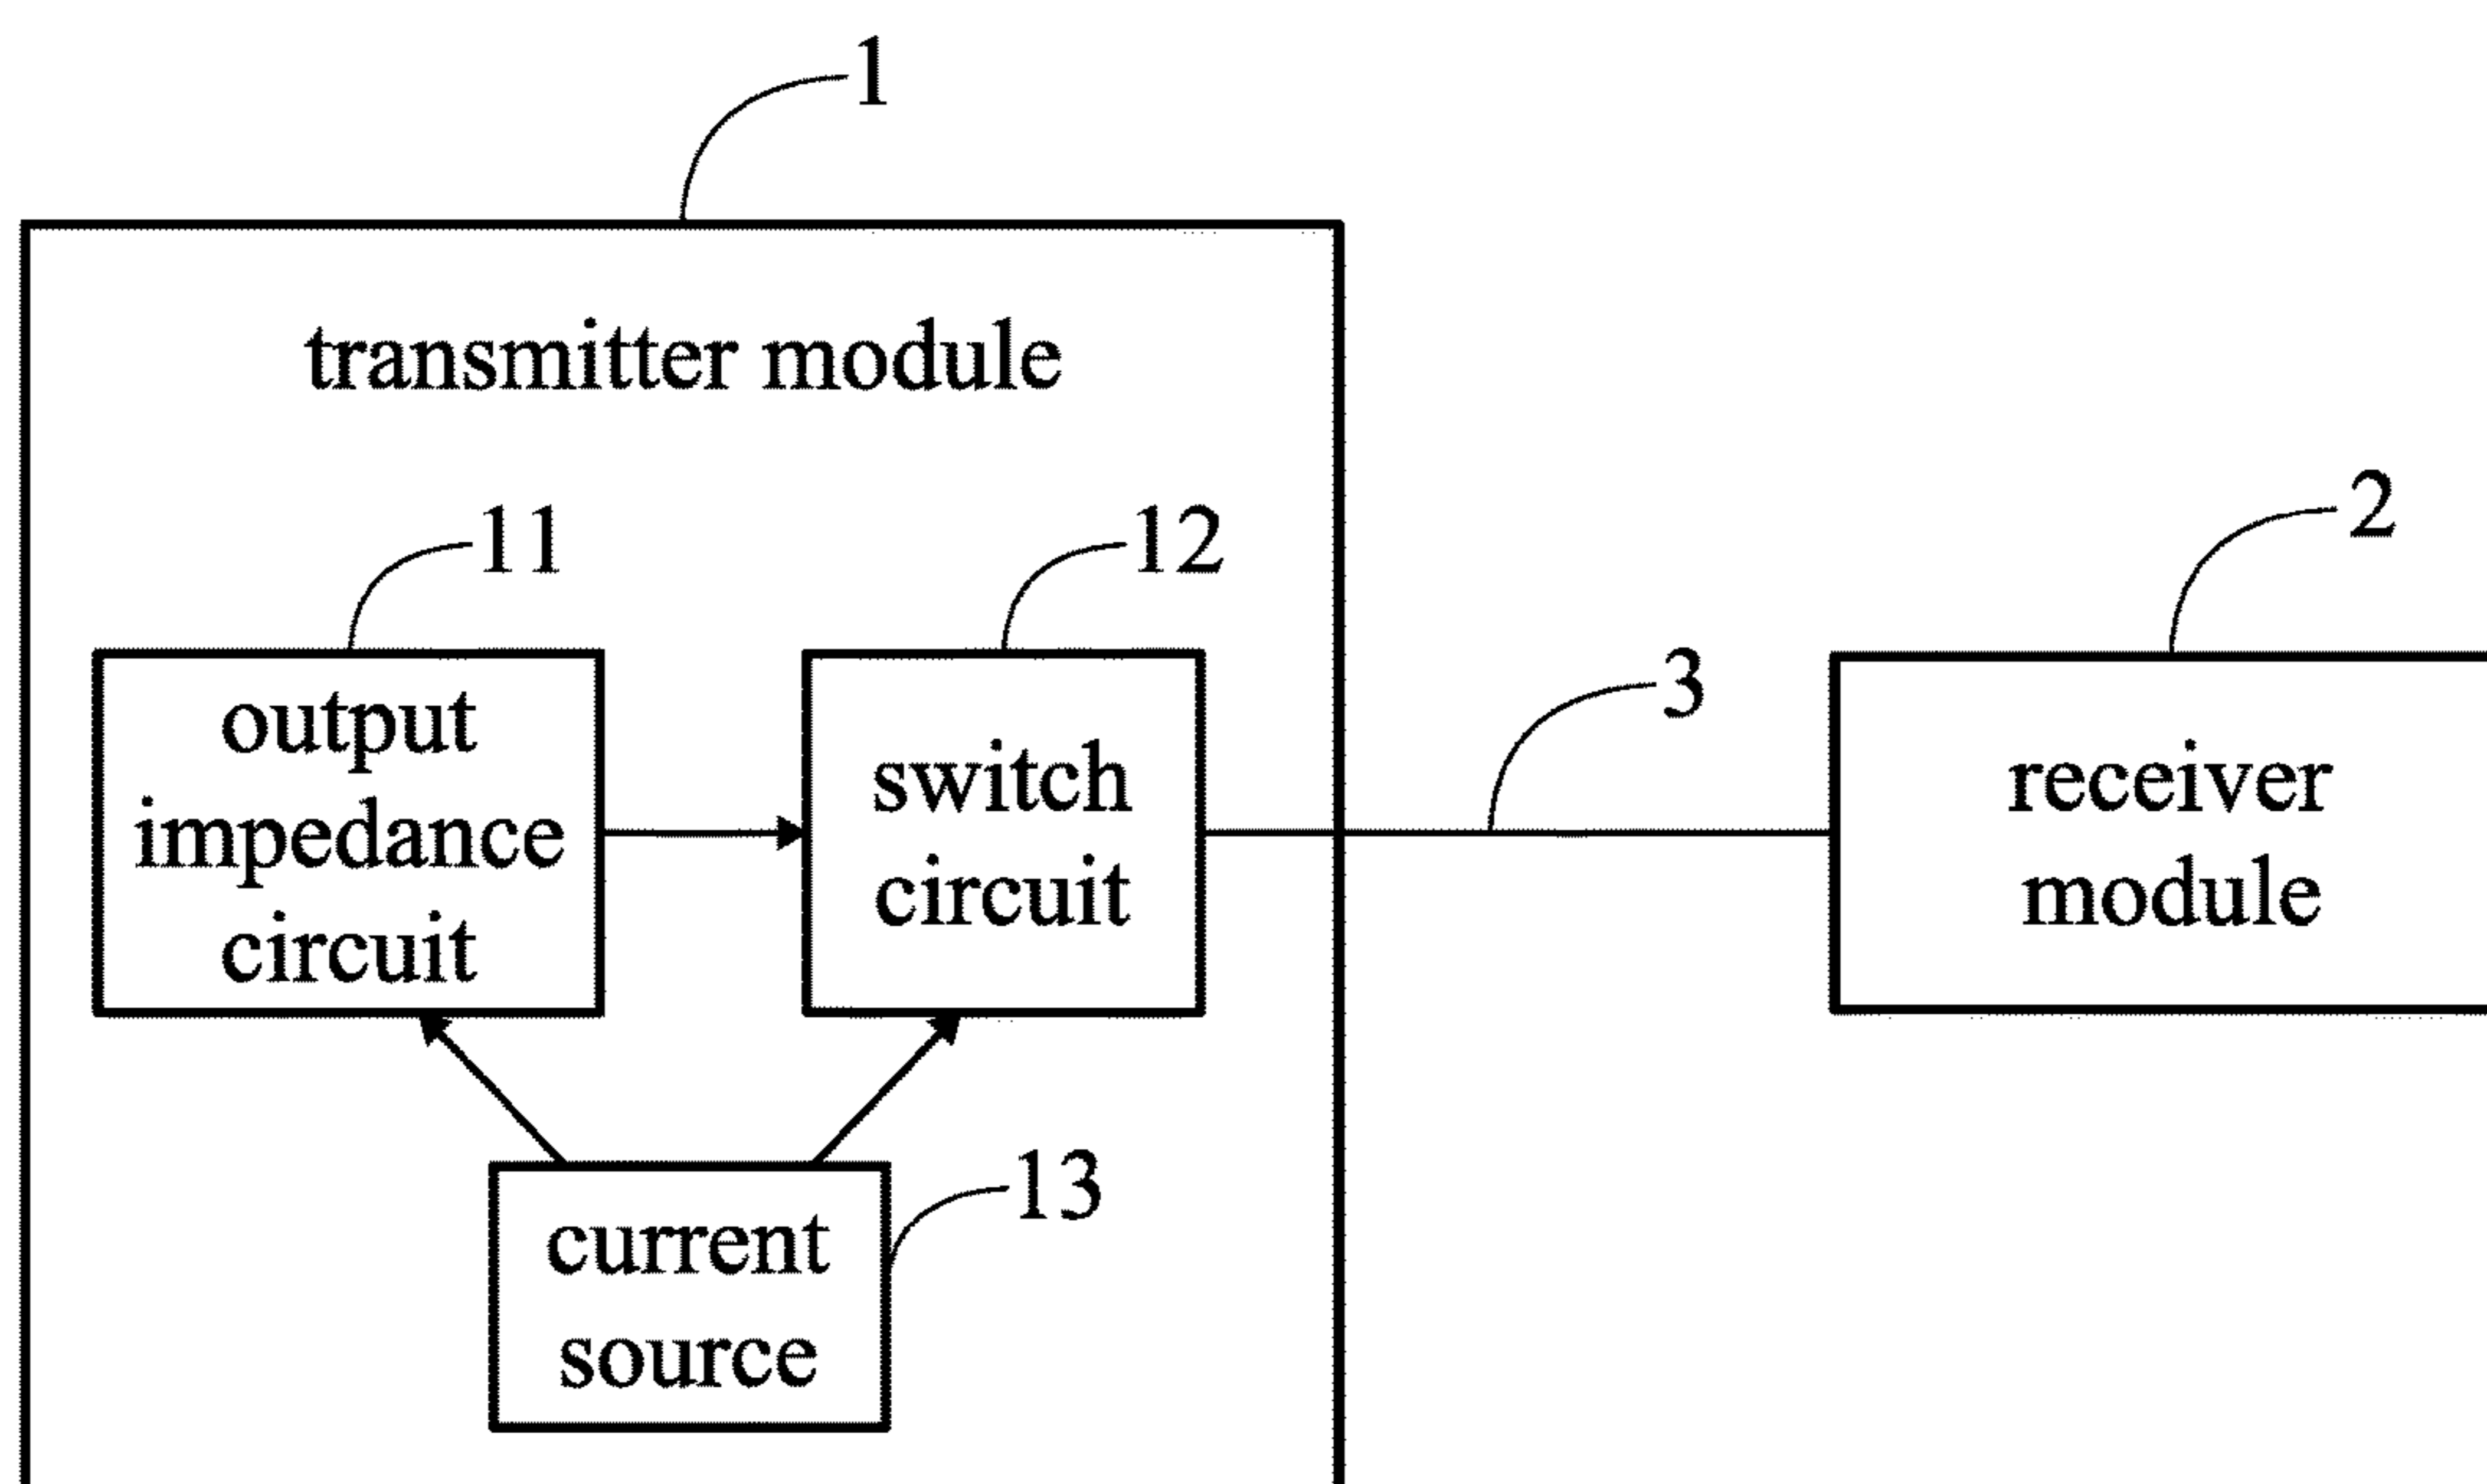 1
transmitter module
11
12
2
output
impedance
circuit
switch
circuit
3
receiver
module
13
current
source